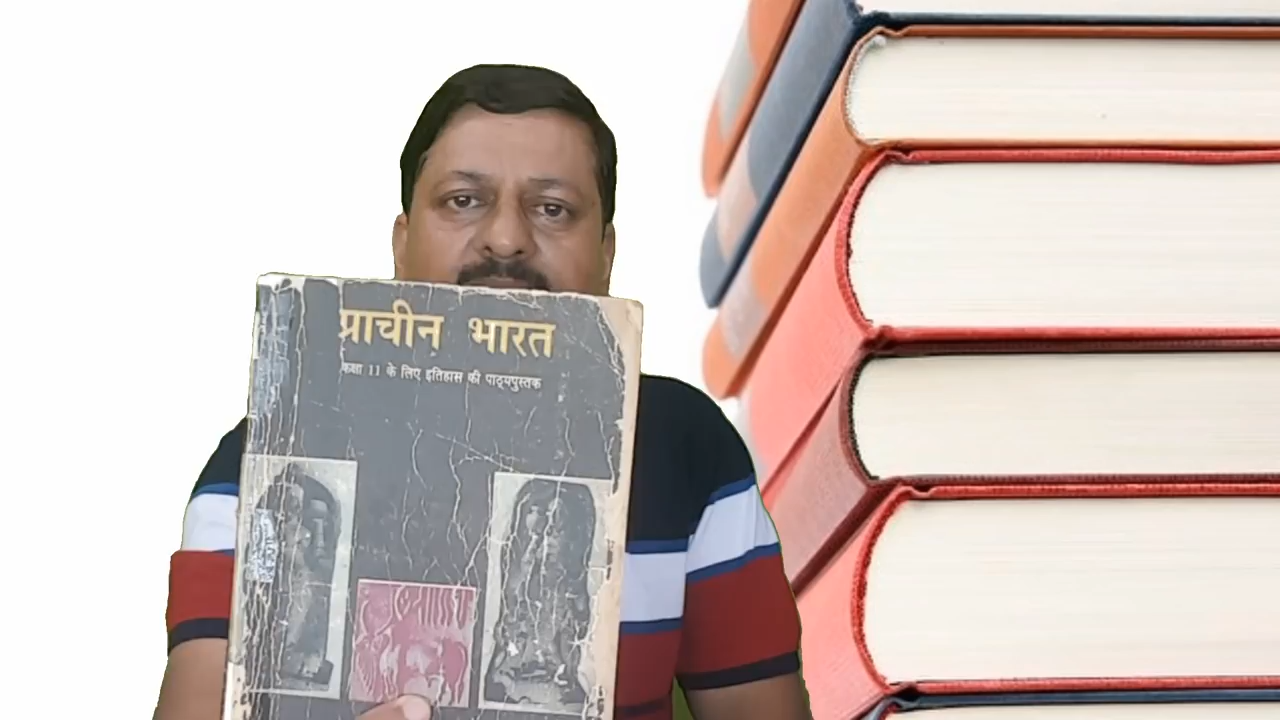 प्राचीन भारत
कक्षा 11 के लिए इतिहास की पाठ्यपुस्तक